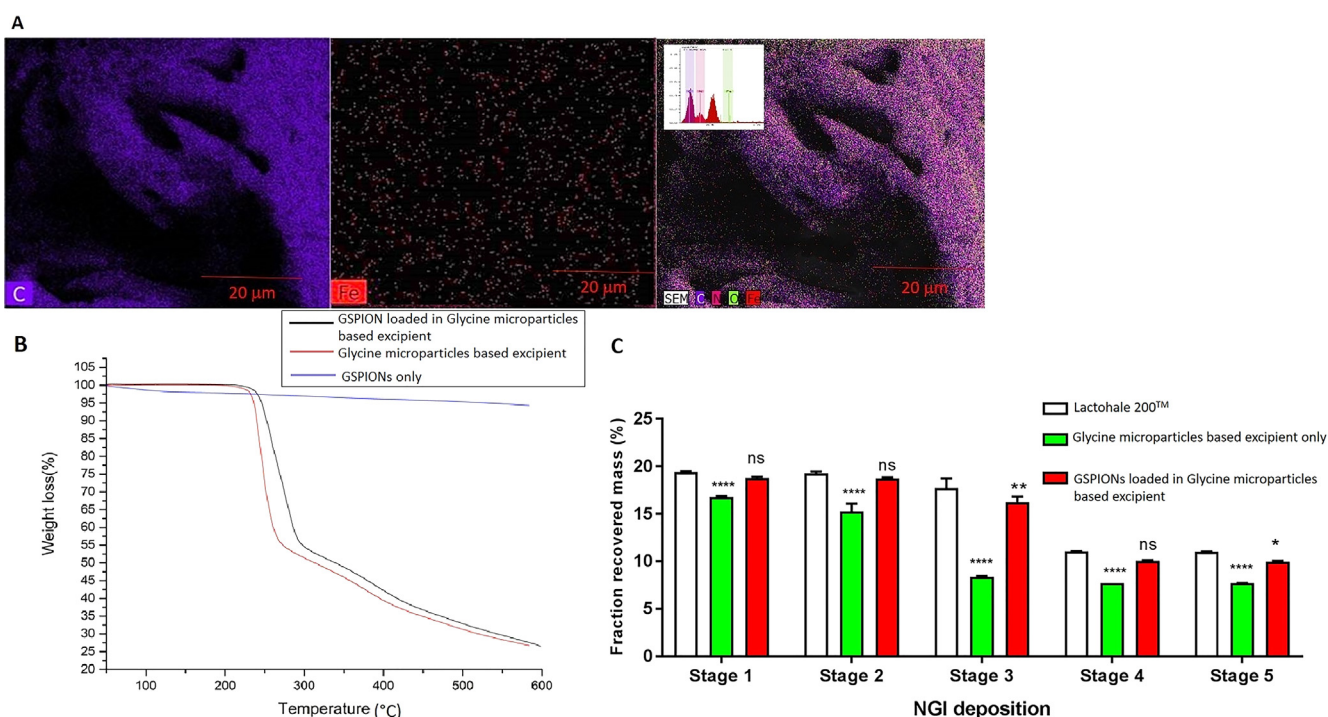 A
20 µm
C
20 µm
Fe
20 µm
SEM C N O Fe
GSPION loaded in Glycine microparticles
based excipient
Glycine microparticles based excipient
GSPIONs only
B
105
100
95
90
85
80
75
70
65
60
55
50
45
40
35
30
25
20
Weight loss(%)
100 200 300 400 500 600
Temperature (°C)
C
Lactohale 200TM
Glycine microparticles based excipient only
GSPIONs loaded in Glycine microparticles
based excipient
25
20
15
10
5
0
Fraction recovered mass (%)
**** ns
**** ns
**** **
**** ns
**** *
Stage 1 Stage 2 Stage 3 Stage 4 Stage 5
NGI deposition